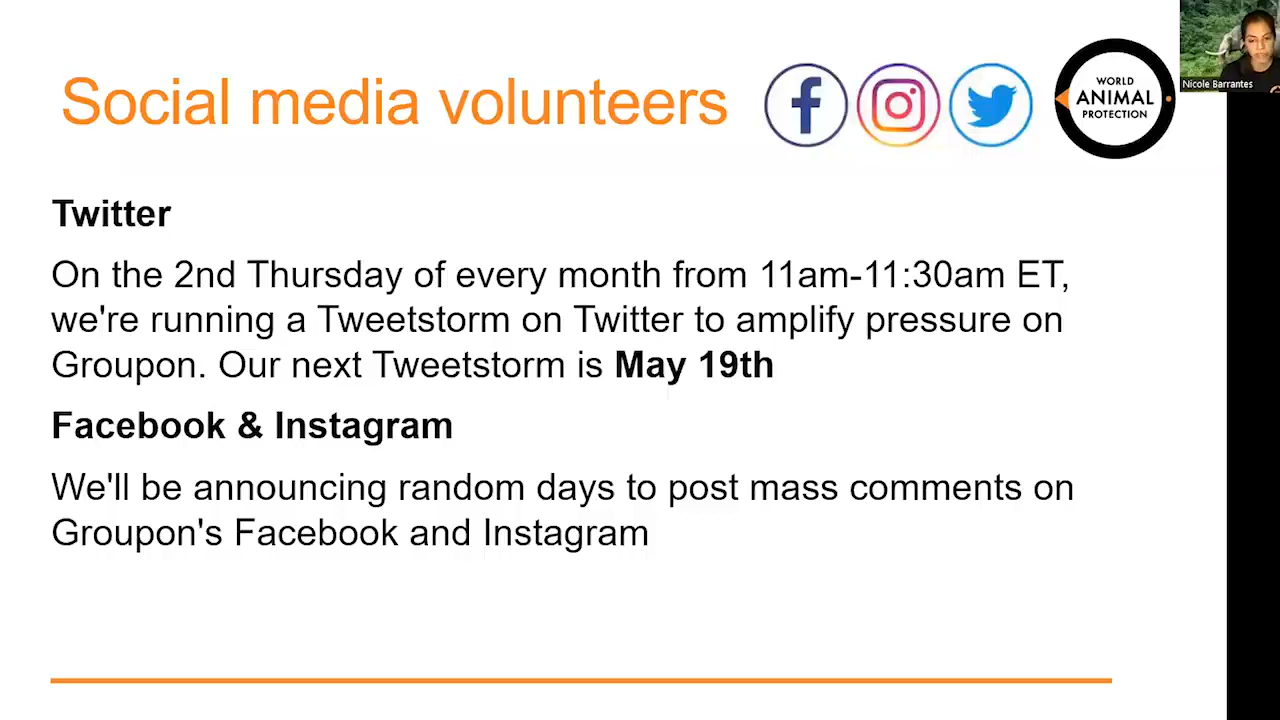 Social media volunteers
WORLD
ANIMAL
PROTECTION
Nicole Barrantes
Twitter
On the 2nd Thursday of every month from 11am-11:30am ET,
we're running a Tweetstorm on Twitter to amplify pressure on
Groupon. Our next Tweetstorm is May 19th
Facebook & Instagram
We'll be announcing random days to post mass comments on
Groupon's Facebook and Instagram